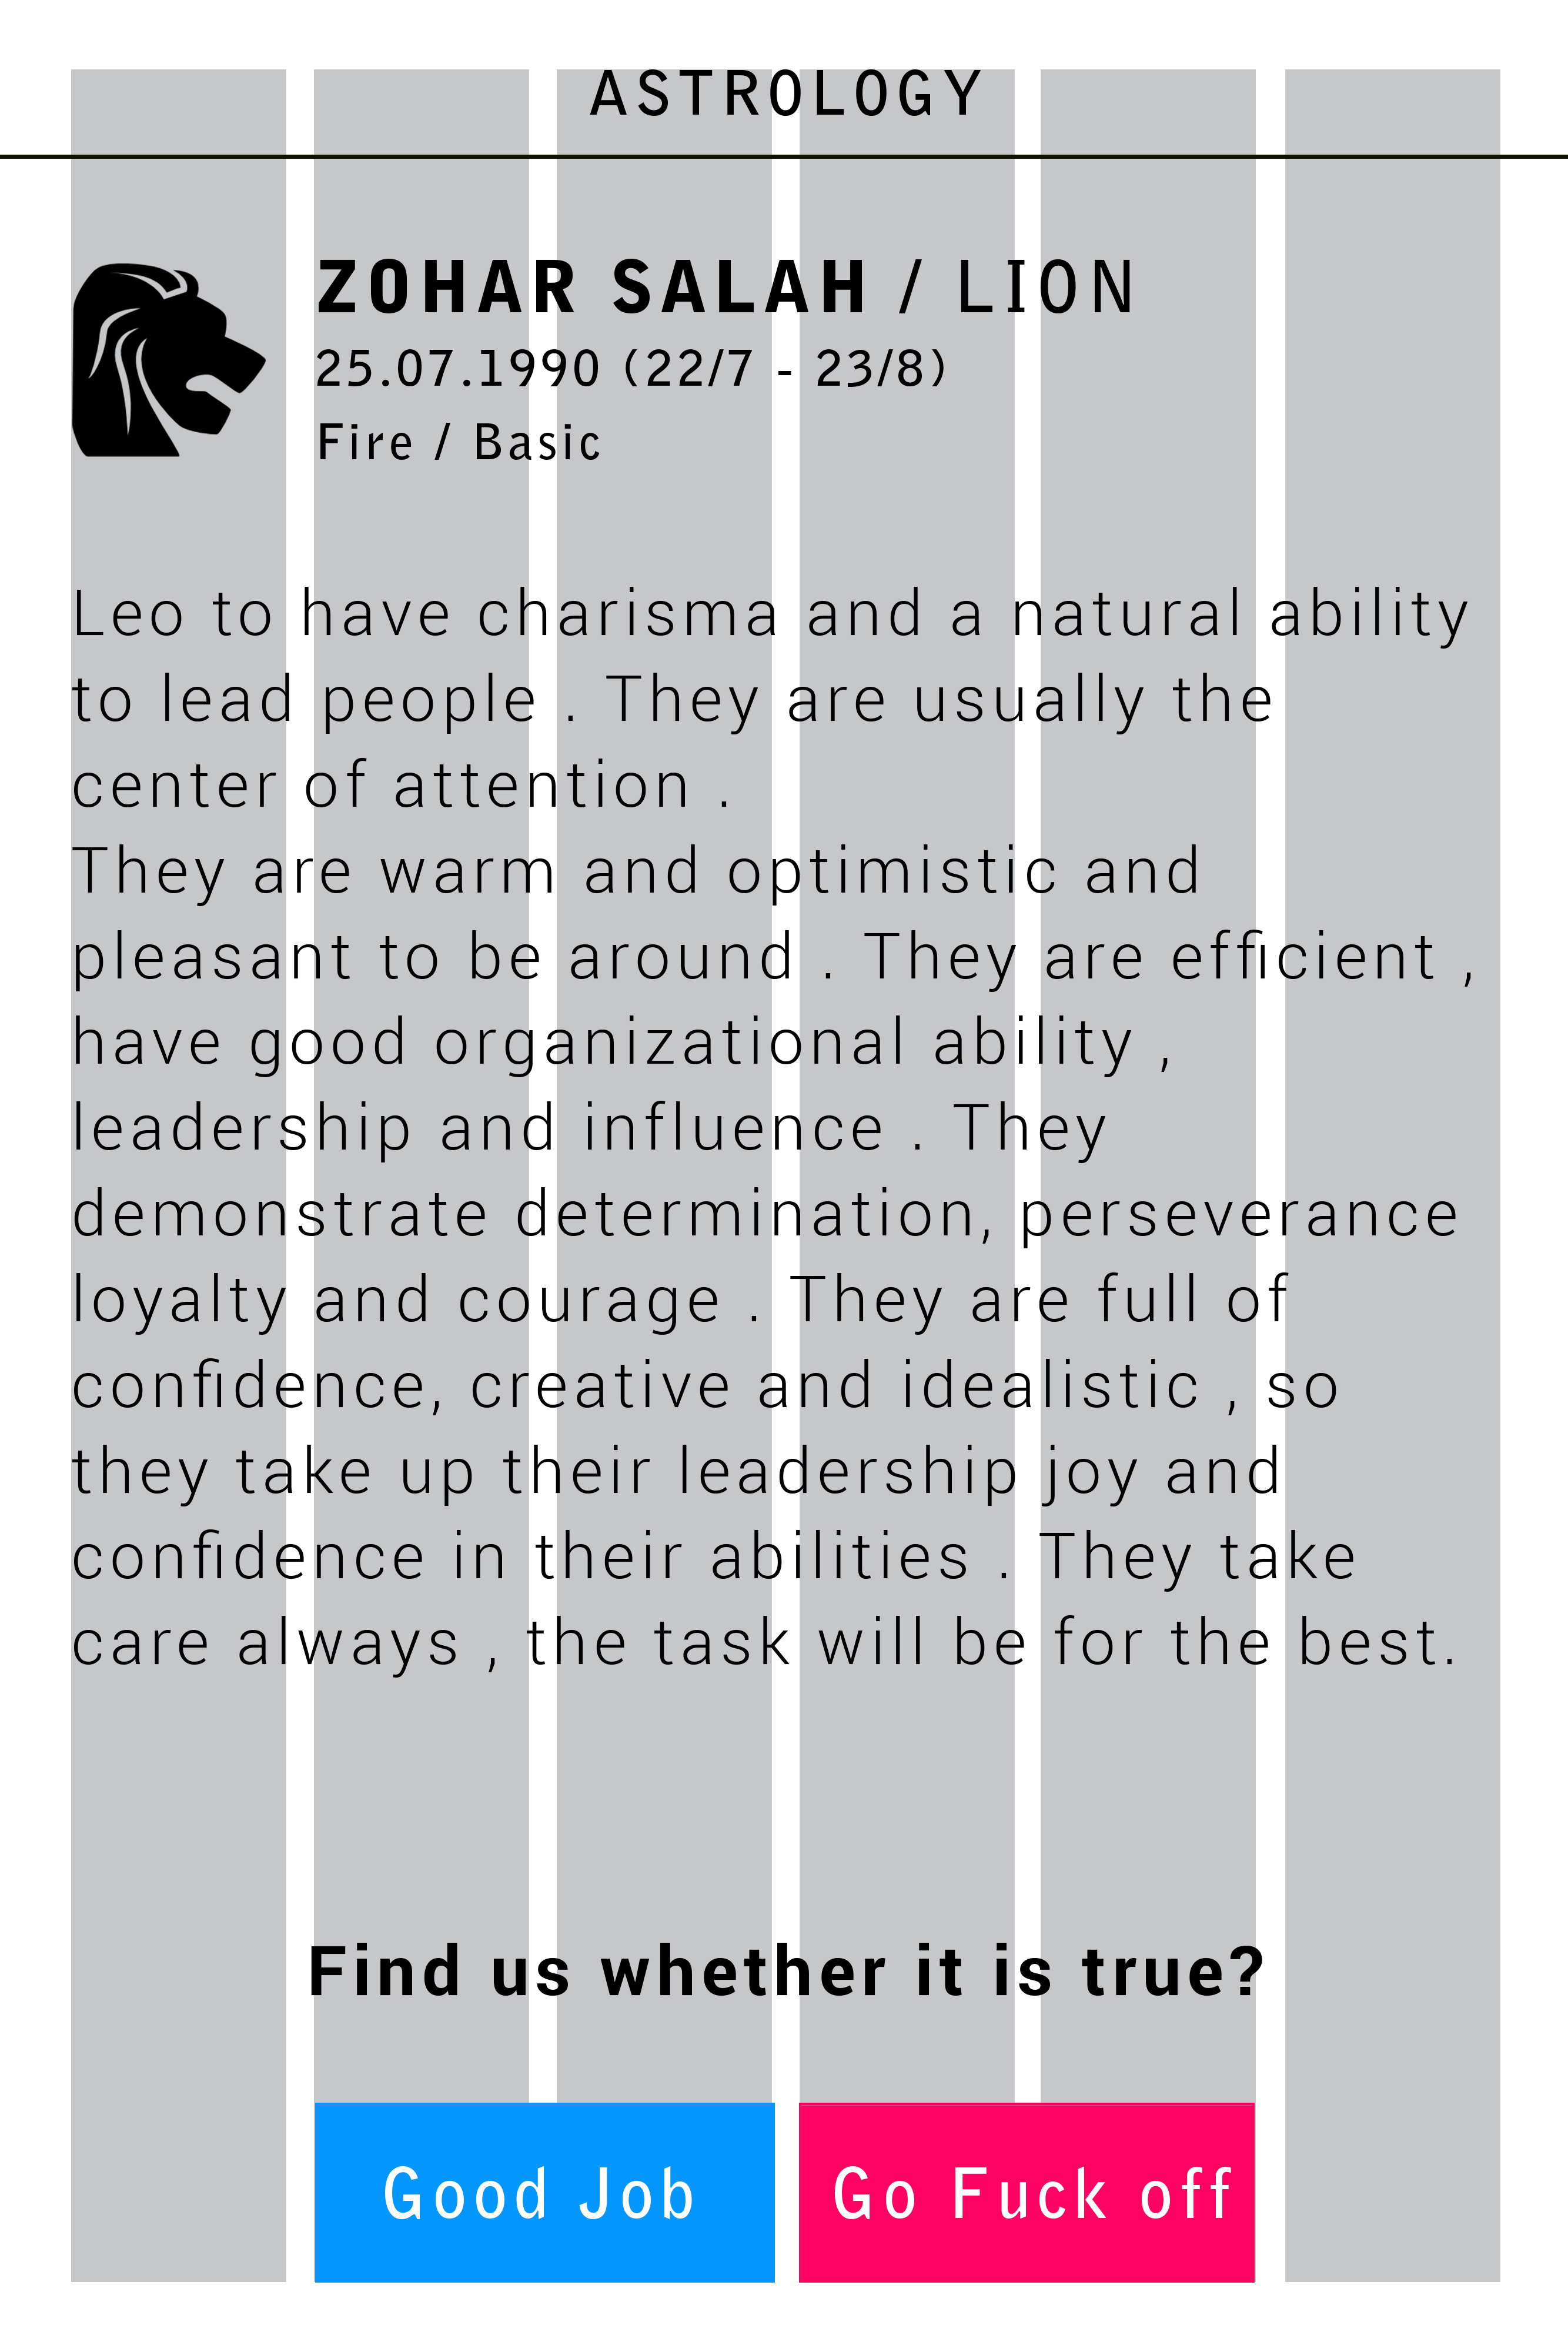 ASTROLOGY
ZOHAR SALAH / LION
25.07.1990 (22/7 - 23/8)
Fire / Basic
Leo to have charisma and a natural ability
to lead people . They are usually the
center of attention .
They are warm and optimistic and
pleasant to be around . They are efficient ,
have good organizational ability ,
leadership and influence . They
demonstrate determination, perseverance
loyalty and courage . They are full of
confidence, creative and idealistic , so
they take up their leadership joy and
confidence in their abilities . They take
care always , the task will be for the best.
Find us whether it is true?
Good Job
Go Fuck off